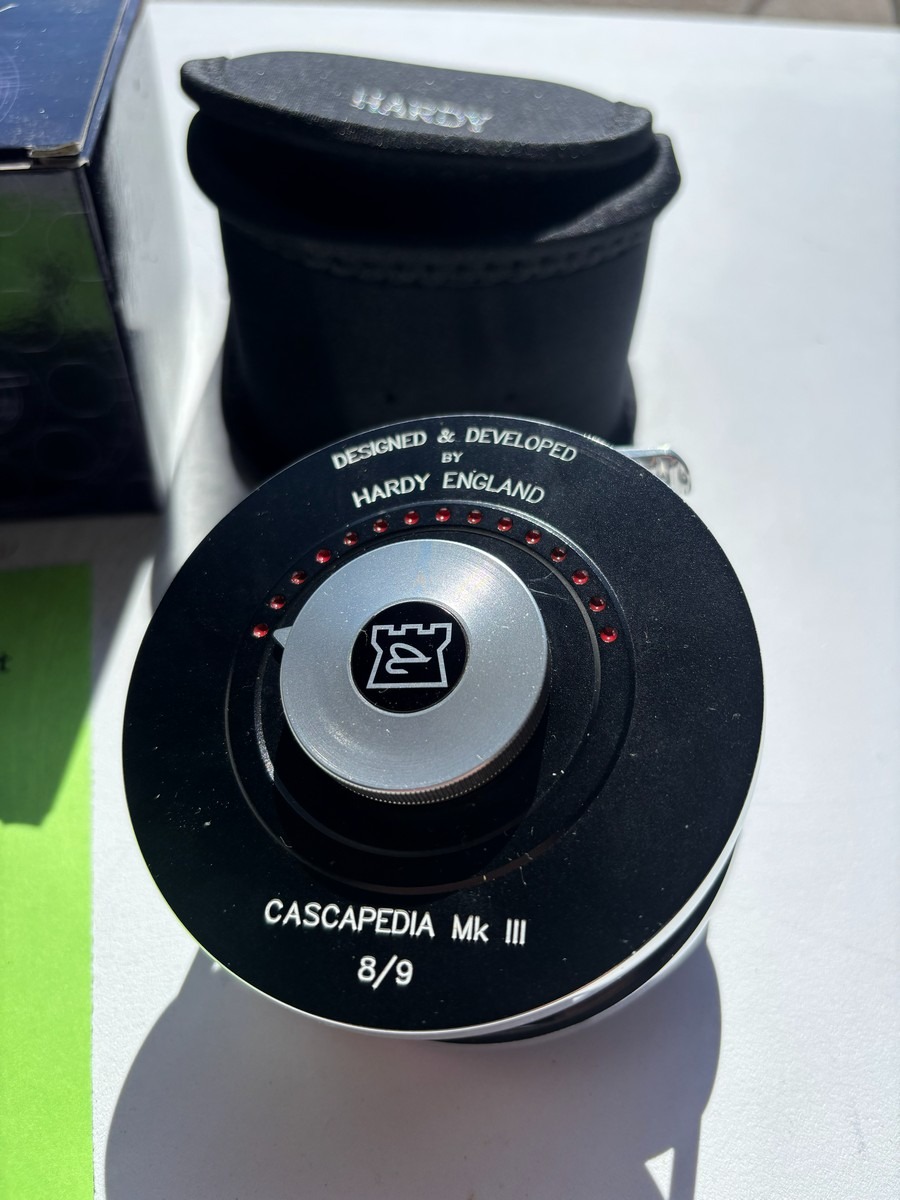 HARDY
DESIGNED & DEVELOPED
BY
HARDY ENGLAND
CASCAPEDIA Mk III
8/9